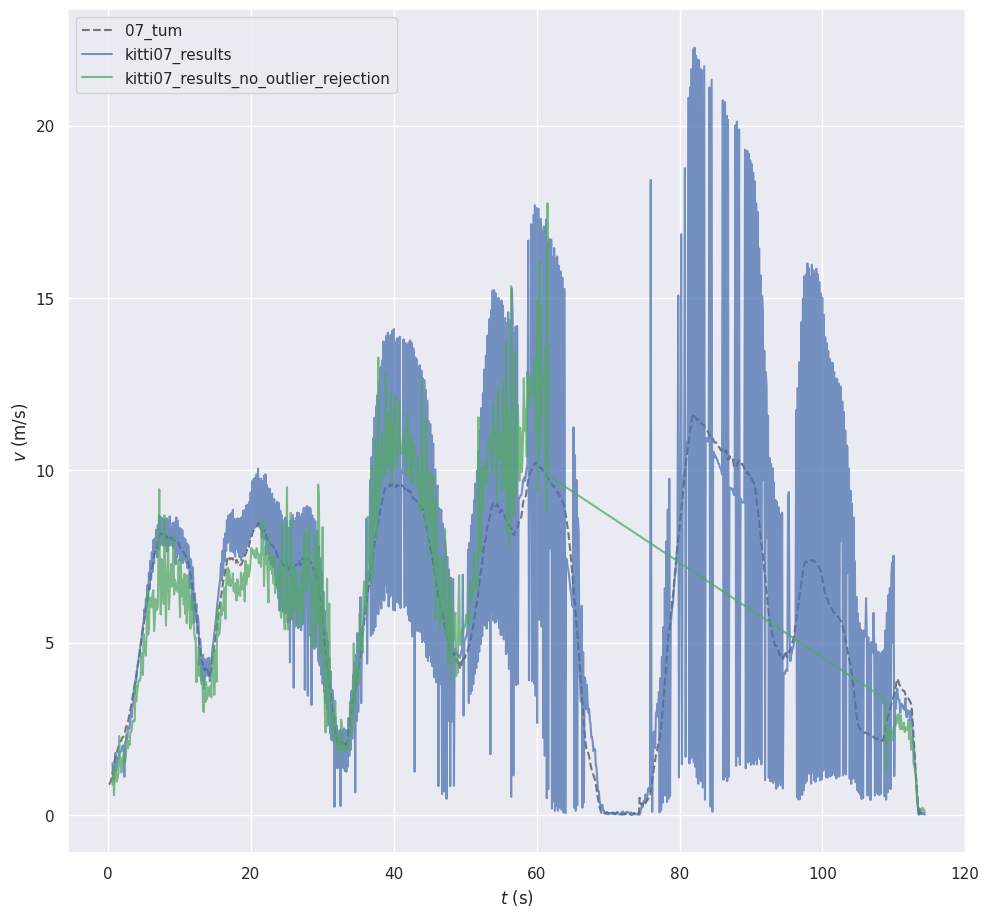 07_tum
kitti07_results
kitti07_results_no_outlier_rejection
20
15
10
5
0
v (m/s)
0 20 40 60 80 100 120
t (s)